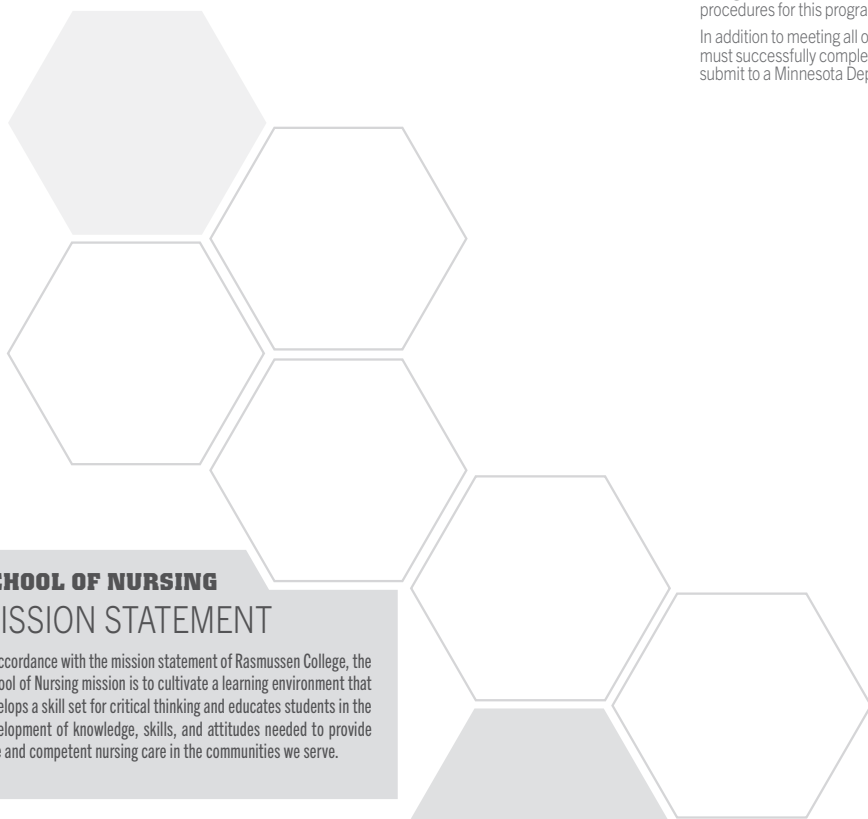 procedures for this progra
In addition to meeting all o
must successfully comple
submit to a Minnesota Dep
CHOOL OF NURSING
ISSION STATEMENT
ccordance with the mission statement of Rasmussen College, the
ool of Nursing mission is to cultivate a learning environment that
elops a skill set for critical thinking and educates students in the
elopment of knowledge, skills, and attitudes needed to provide
e and competent nursing care in the communities we serve.